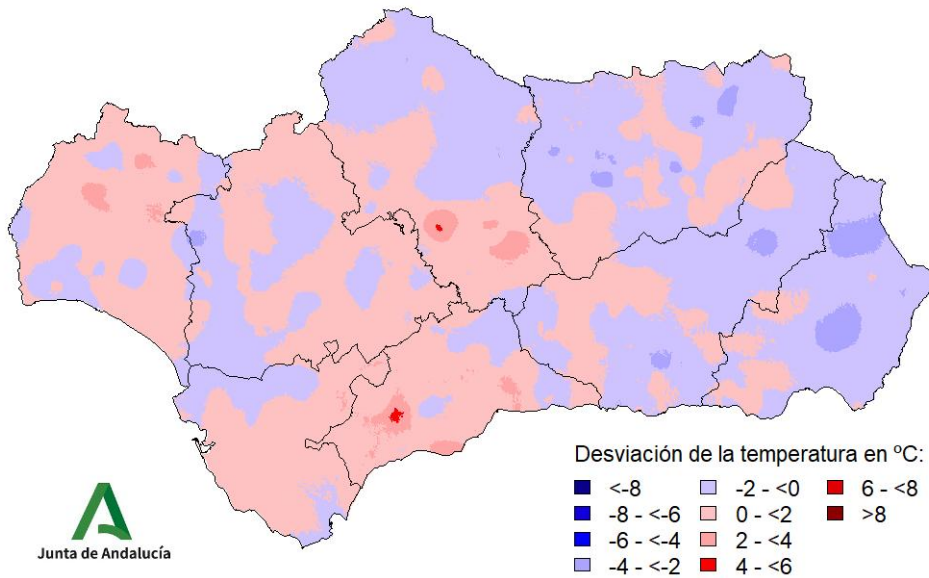 Desviación de la temperatura en ºC:
<-8
-8 - <-6
-6 - <-4
-4 - <-2
-2 - <0
0 - <2
2 - <4
4 - <6
6 - <8
>8
Junta de Andalucía